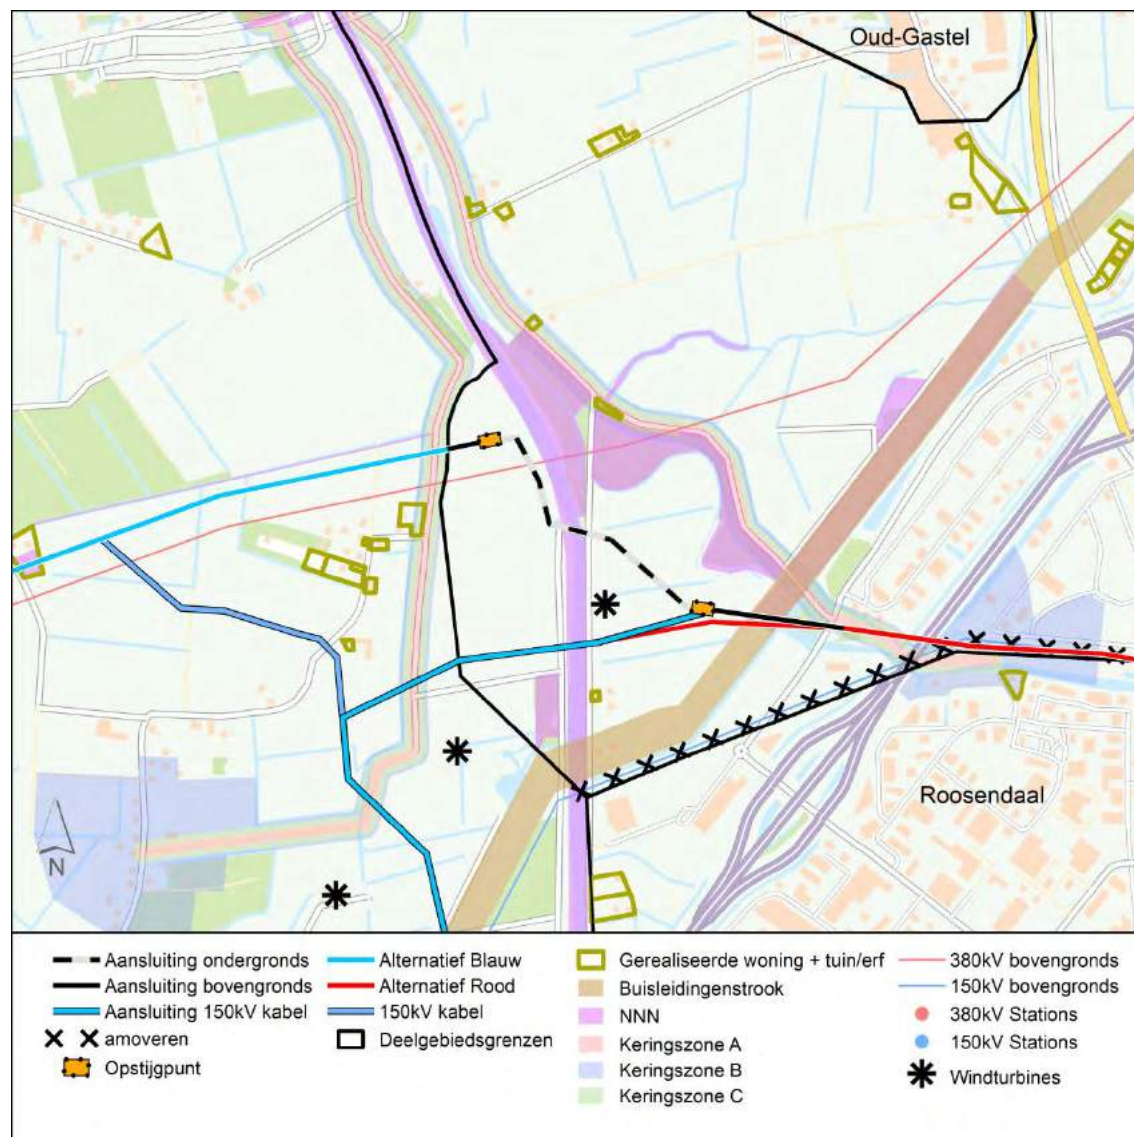 Oud-Gastel
Roosendaal
N
Aansluiting ondergronds
Aansluiting bovengronds
Aansluiting 150kV kabel
amoveren
Opstijgpunt
Alternatief Blauw
Alternatief Rood
150kV kabel
Deelgebiedsgrenzen
Gerealiseerde woning + tuin/erf
Buisleidingenstrook
NNN
Keringszone A
Keringszone B
Keringszone C
380kV bovengronds
150kV bovengronds
380kV Stations
150kV Stations
Windturbines